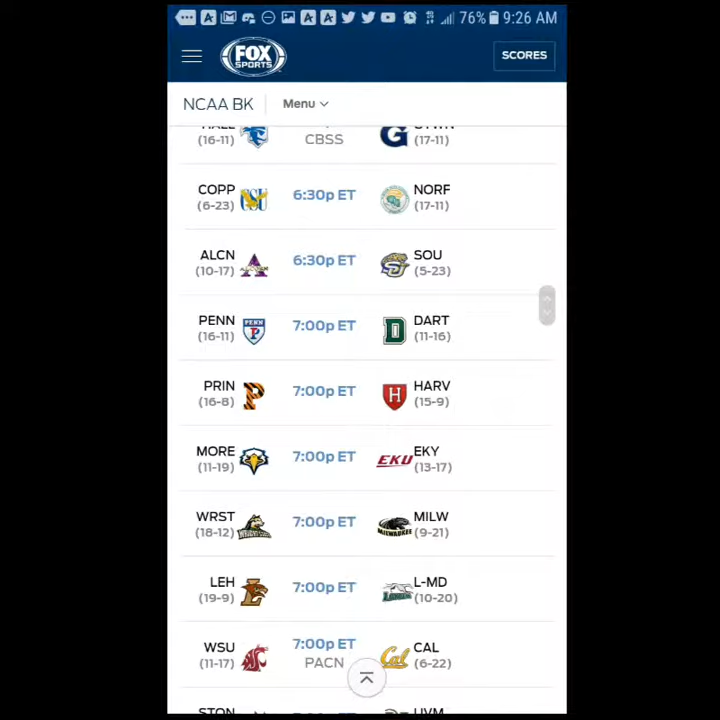 76% 9:26 AM
FOX SPORTS SCORES
NCAA BK Menu
(16-11) CBSS (17-11)
COPP 6:30p ET NORF
(6-23) (17-11)
ALCN 6:30p ET SOU
(10-17) (5-23)
PENN 7:00p ET DART
(16-11) (11-16)
PRIN 7:00p ET HARV
(16-8) (15-9)
MORE 7:00p ET EKY
(11-19) EKU (13-17)
WRST 7:00p ET MILW
(18-12) (9-21)
LEH 7:00p ET L-MD
(19-9) (10-20)
WSU 7:00p ET CAL
(11-17) PACN Cal (6-22)